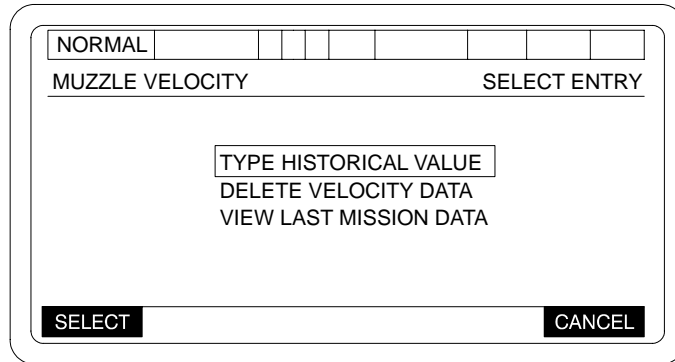 NORMAL
MUZZLE VELOCITY SELECT ENTRY
TYPE HISTORICAL VALUE
DELETE VELOCITY DATA
VIEW LAST MISSION DATA
SELECT CANCEL